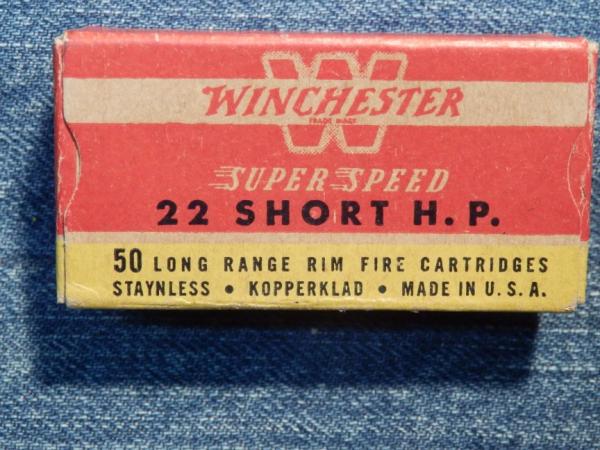 WINCHESTER
TRADE MARK
SUPER SPEED
22 SHORT H. P.
50 LONG RANGE RIM FIRE CARTRIDGES
STAYNLESS • KOPPERKLAD • MADE IN U. S. A.